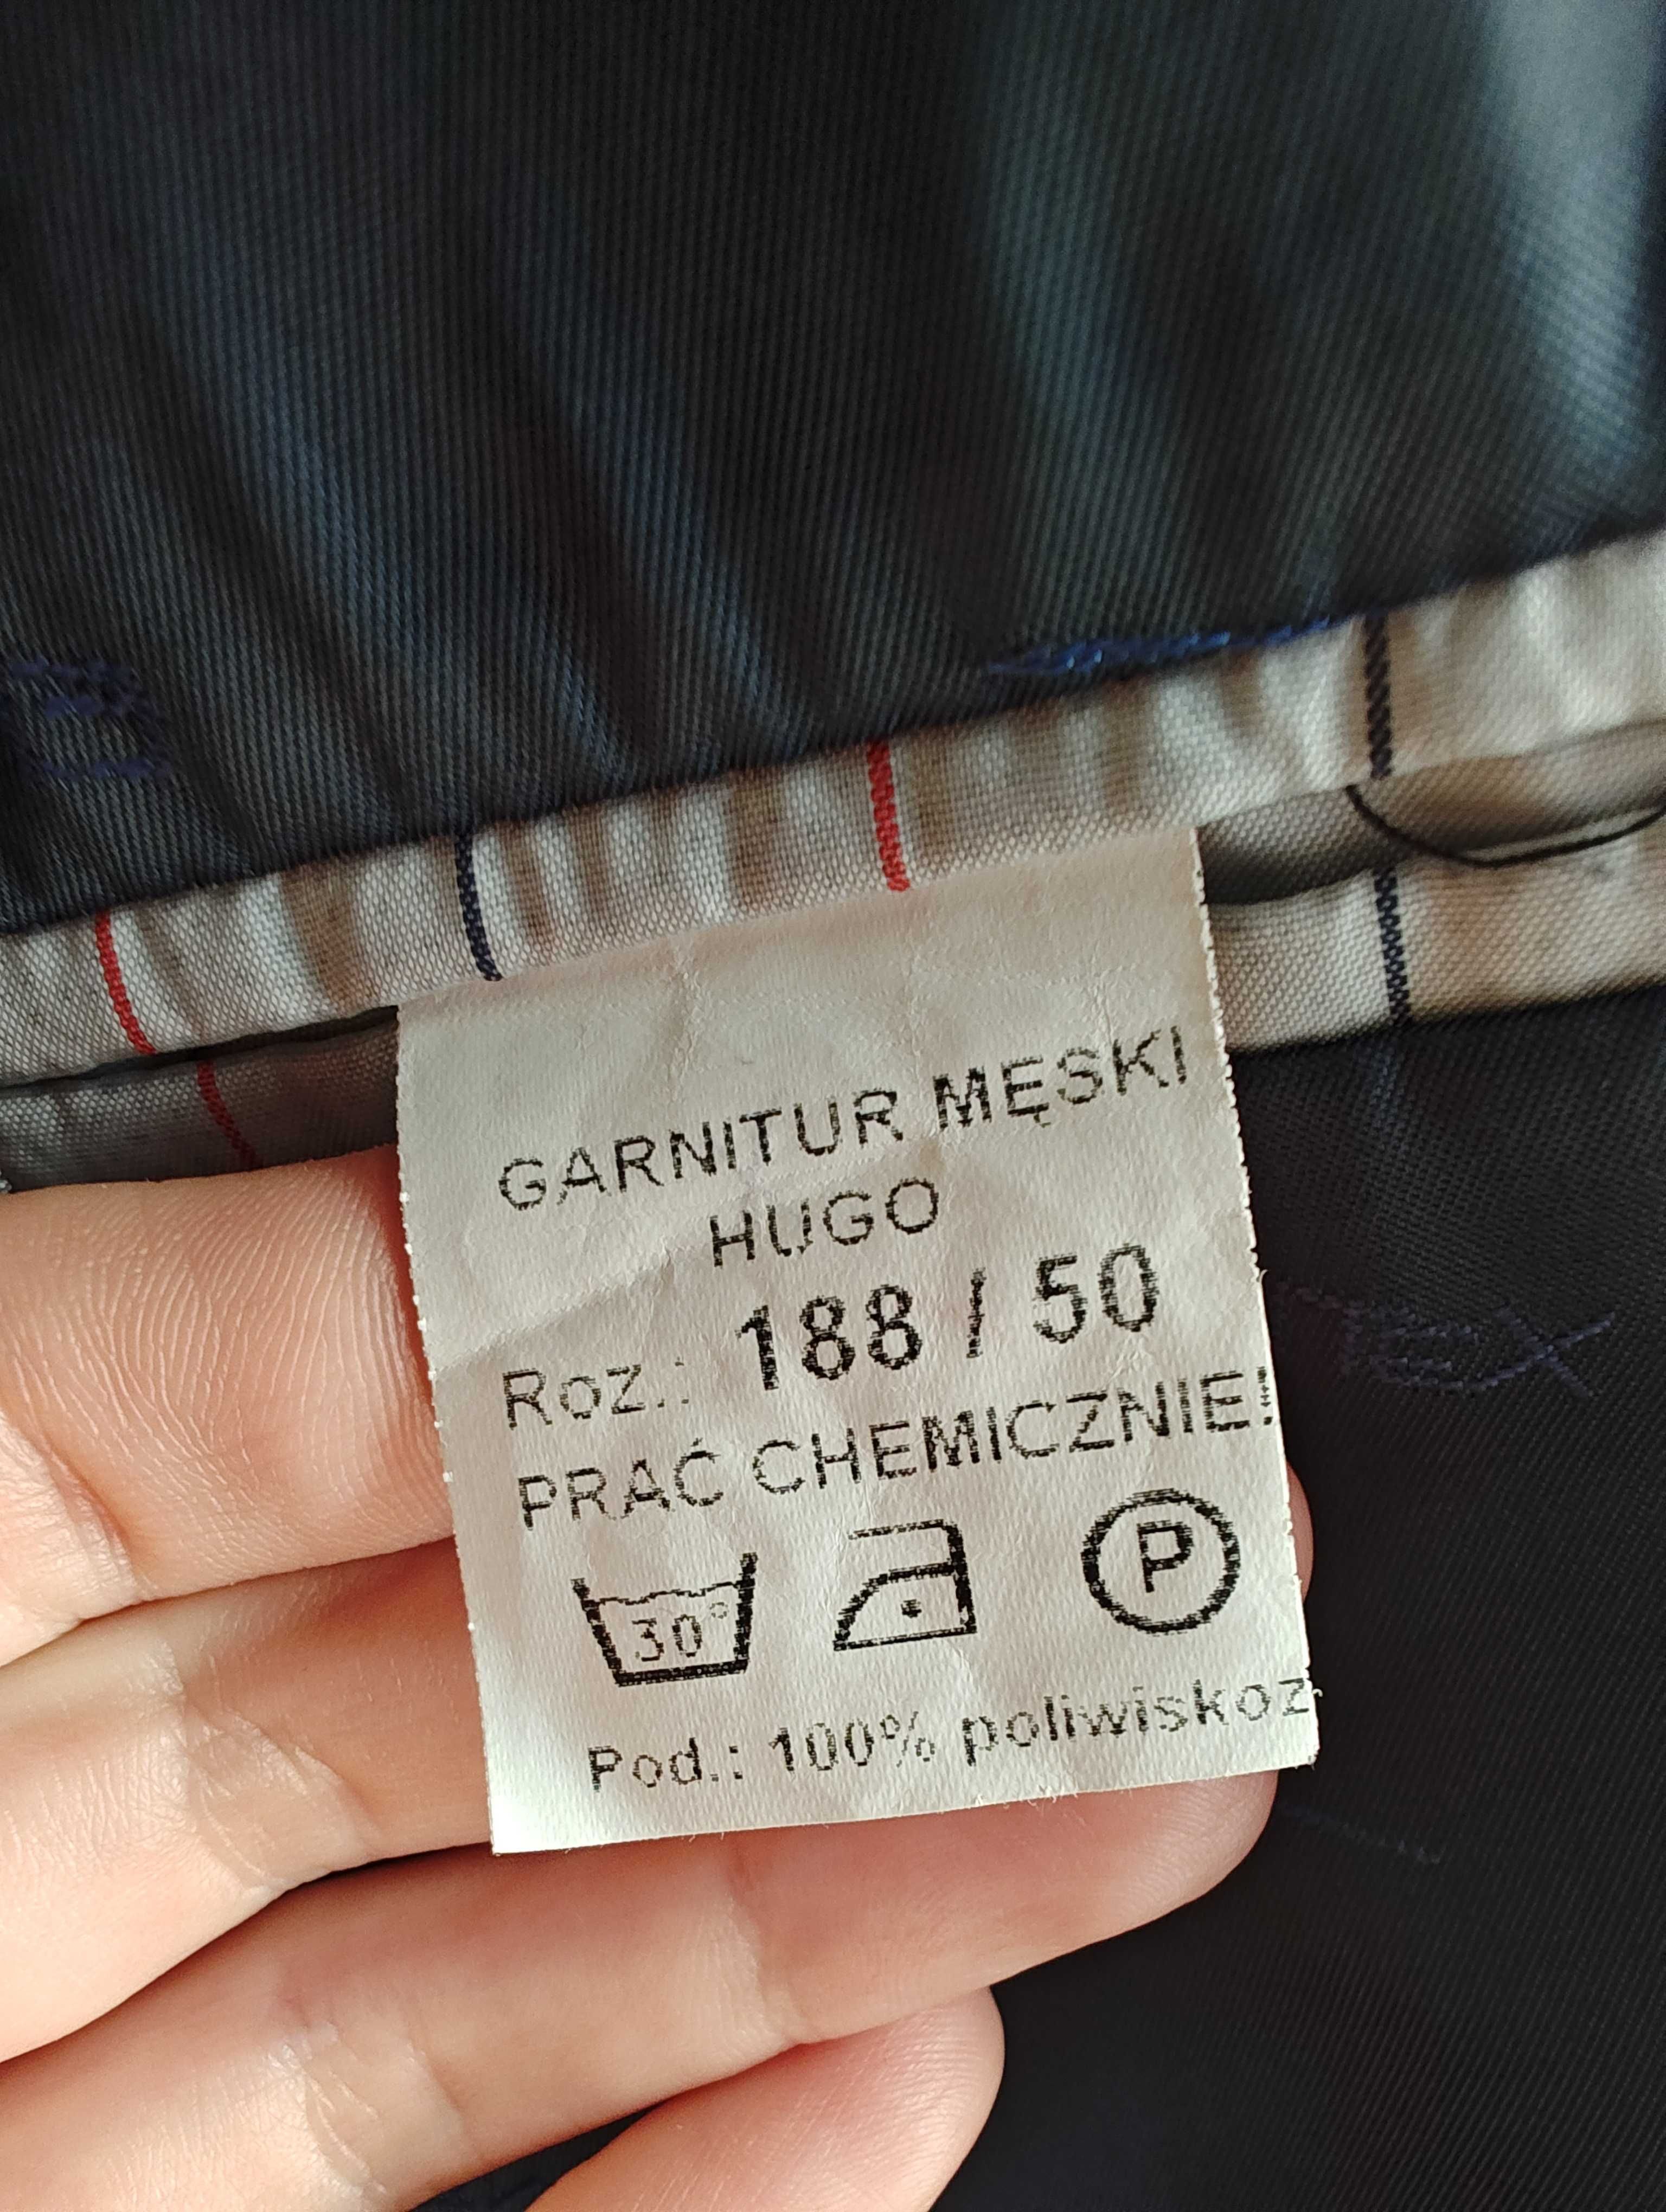 GARNITUR MĘSKI
HUGO
Roz.: 188 / 50
PRAĆ CHEMICZNIE!
30° P
Pod.: 100% poliwiskoz